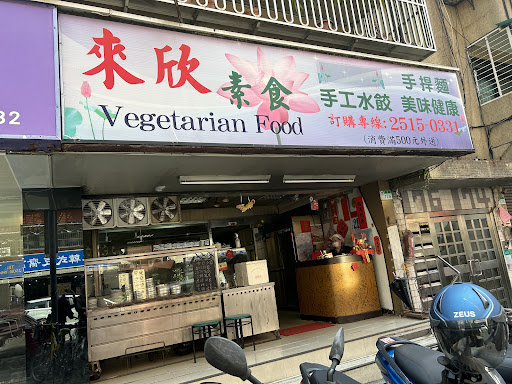 來欣
素食
Vegetarian Food
手桿麵
手工水餃 美味健康
訂購專線:2515-0331
(消費滿500元外送)
32
ZEUS